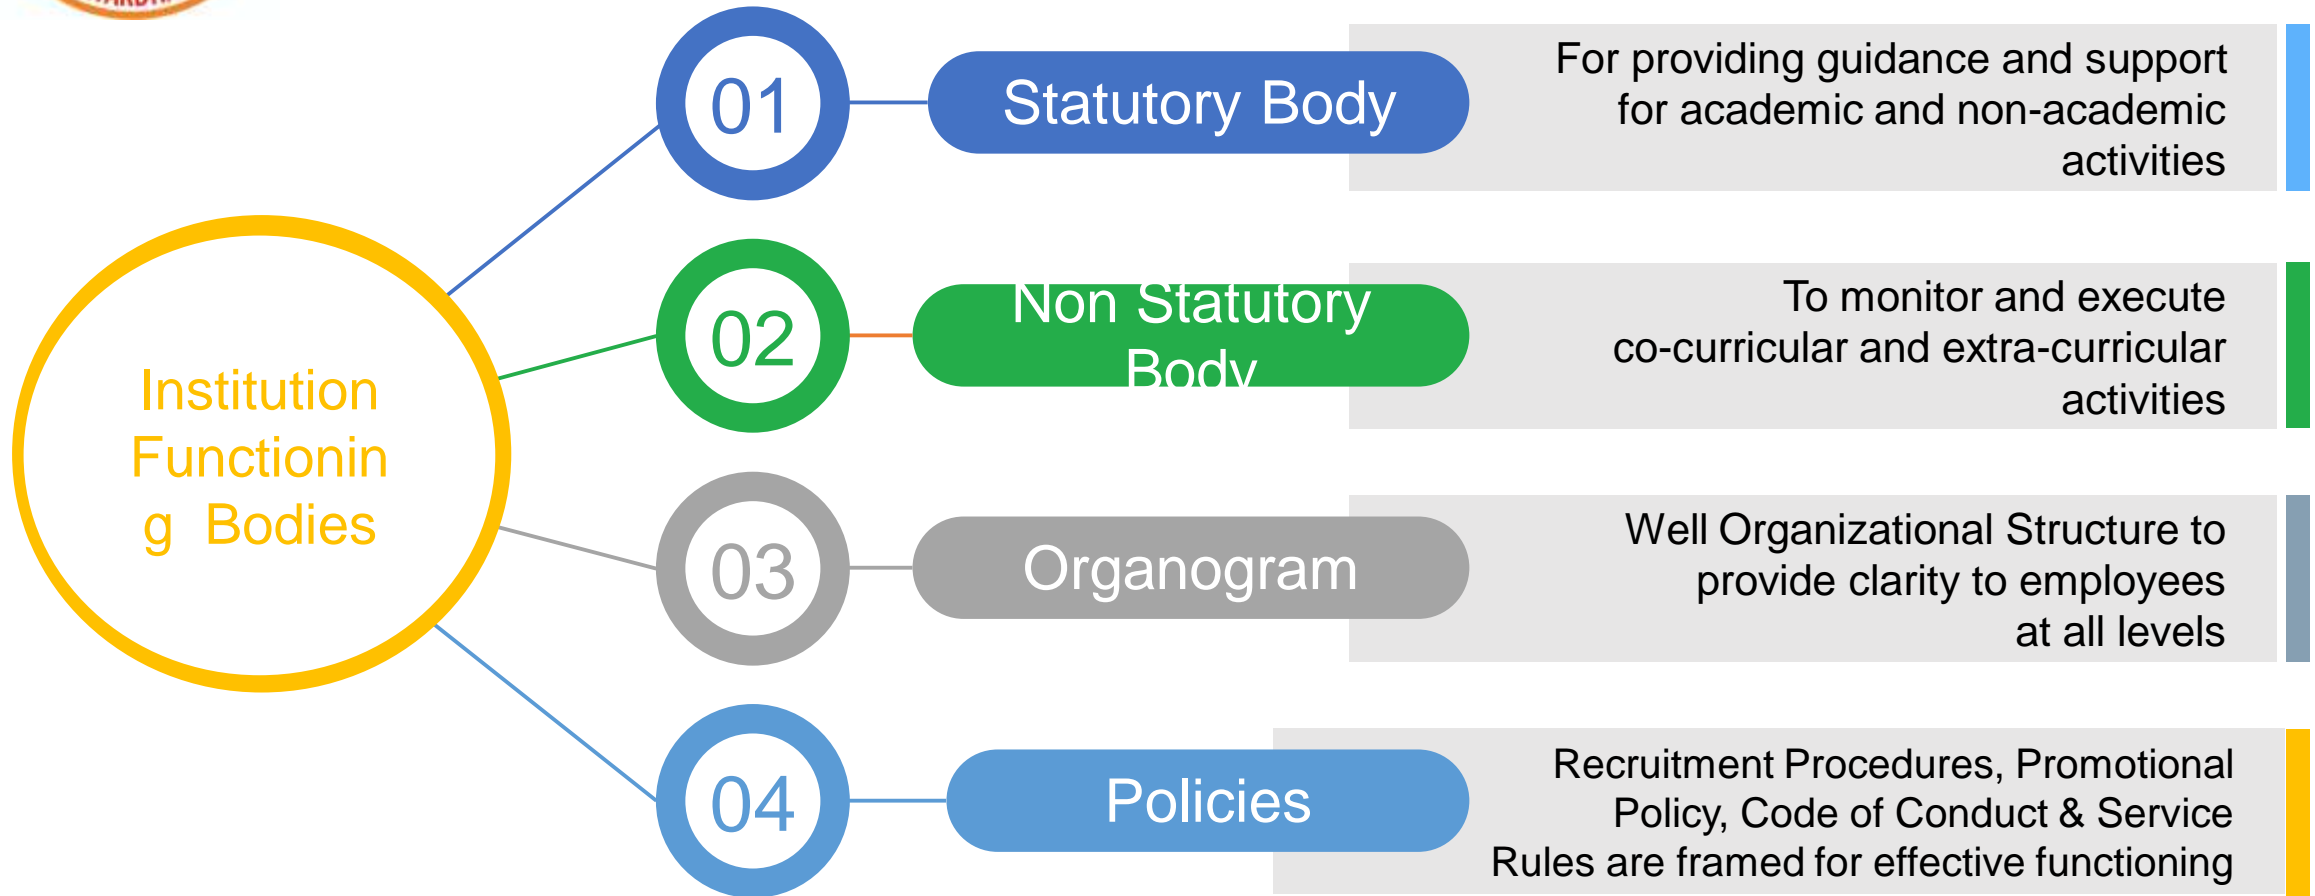 01
Statutory Body
For providing guidance and support
for academic and non-academic
activities
02
Non Statutory
Body
To monitor and execute
co-curricular and extra-curricular
activities
Institution
Functionin
g Bodies
03
Organogram
Well Organizational Structure to
provide clarity to employees
at all levels
04
Policies
Recruitment Procedures, Promotional
Policy, Code of Conduct & Service
Rules are framed for effective functioning